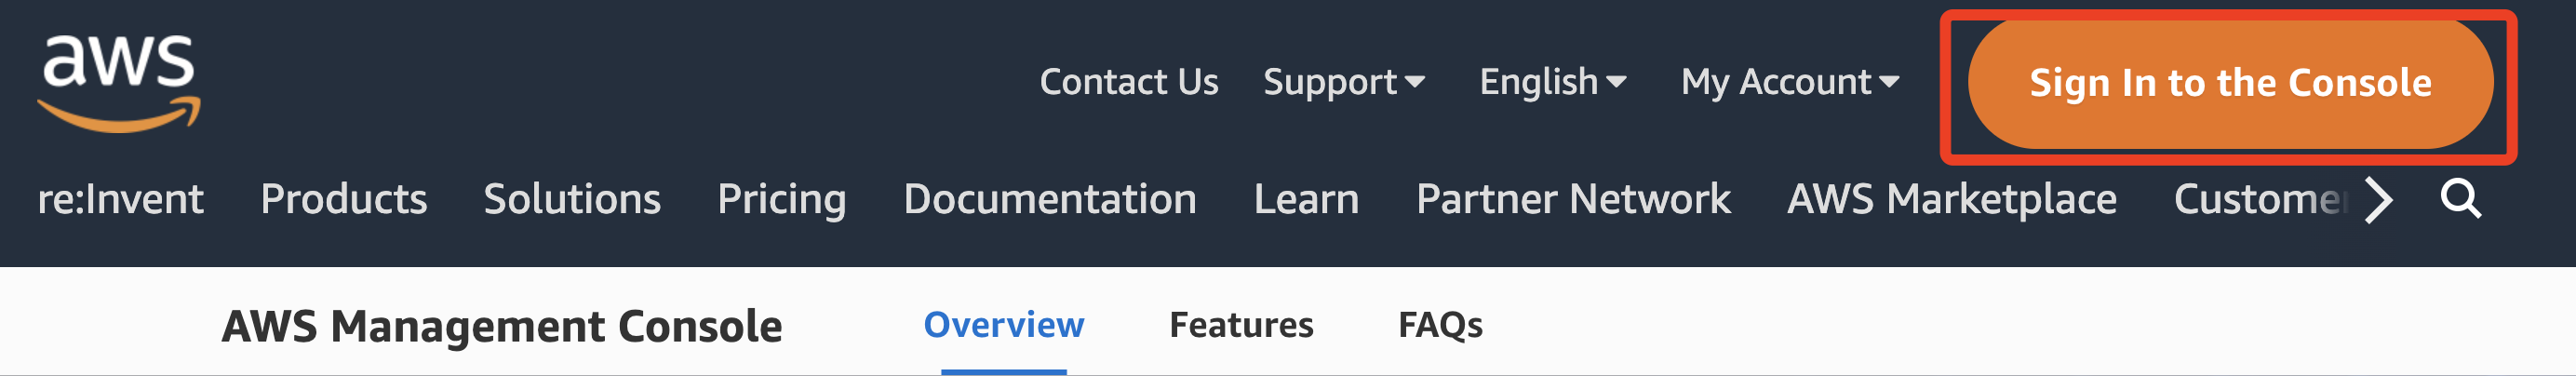 aws
Contact Us Support English My Account Sign In to the Console
re:Invent Products Solutions Pricing Documentation Learn Partner Network AWS Marketplace Custome
AWS Management Console Overview Features FAQs